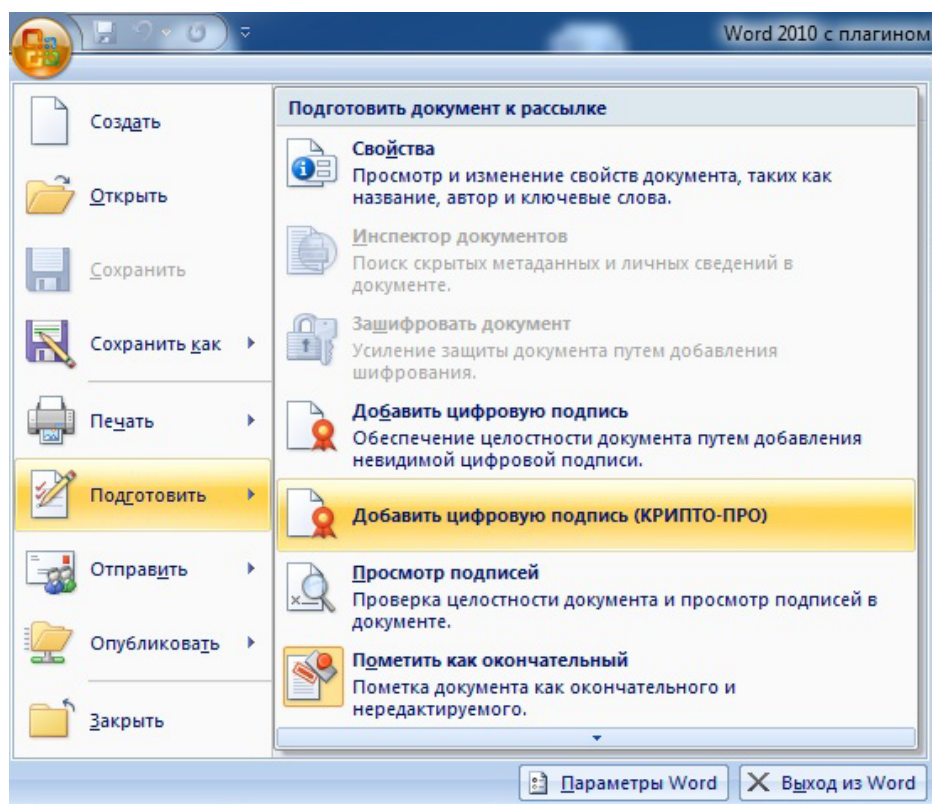 Word 2010 с плагином
Создать
Открыть
Сохранить
Сохранить как
Печать
Подготовить
Отправить
Опубликовать
Закрыть
Подготовить документ к рассылке
Свойства
Просмотр и изменение свойств документа, таких как
название, автор и ключевые слова.
Инспектор документов
Поиск скрытых метаданных и личных сведений в
документе.
Зашифровать документ
Усиление защиты документа путем добавления
шифрования.
Добавить цифровую подпись
Обеспечение целостности документа путем добавления
невидимой цифровой подписи.
Добавить цифровую подпись (КРИПТО-ПРО)
Просмотр подписей
Проверка целостности документа и просмотр подписей в
документе.
Пометить как окончательный
Пометка документа как окончательного и
нередактируемого.
Параметры Word
Выход из Word